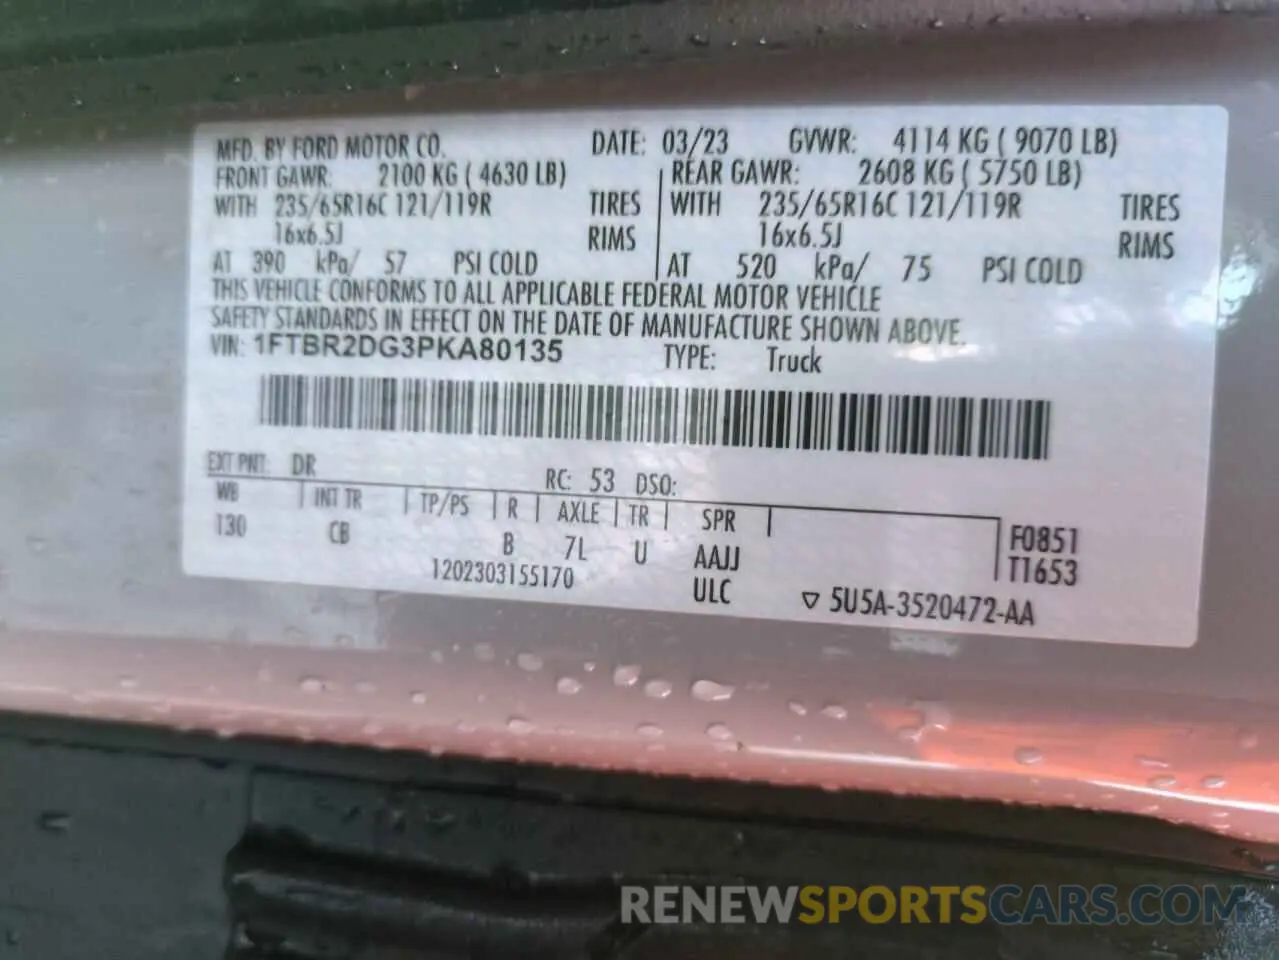 MFD. BY FORD MOTOR CO. DATE: 03/23 GVWR: 4114 KG ( 9070 LB)
FRONT GAWR: 2100 KG ( 4630 LB) REAR GAWR: 2608 KG ( 5750 LB)
WITH 235/65R16C 121/119R TIRES WITH 235/65R16C 121/119R TIRES
16x6.5J RIMS 16x6.5J RIMS
AT 390 kPa/ 57 PSI COLD AT 520 kPa/ 75 PSI COLD
THIS VEHICLE CONFORMS TO ALL APPLICABLE FEDERAL MOTOR VEHICLE
SAFETY STANDARDS IN EFFECT ON THE DATE OF MANUFACTURE SHOWN ABOVE.
VIN: 1FTBR2DG3PKA80135 TYPE: Truck
EXT PNT: DR RC: 53 DSO:
WB INT TR TP/PS R AXLE TR SPR F0851
130 CB B 7L U AAJJ T1653
1202303155170 ULC ▽ 5U5A-3520472-AA
RENEWSPORTSCARS.COM